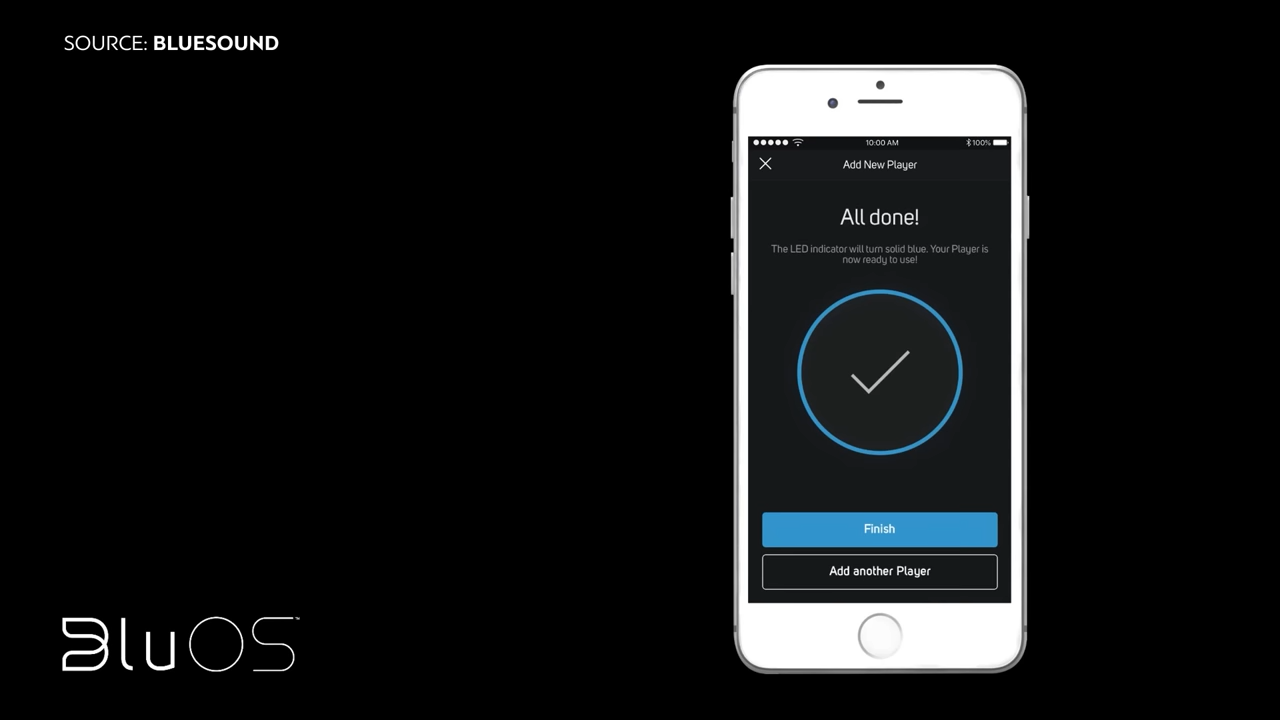 SOURCE: BLUESOUND
10:00 AM
100%
Add New Player
All done!
The LED indicator will turn solid blue. Your Player is
now ready to use!
Finish
Add another Player
BluOS™